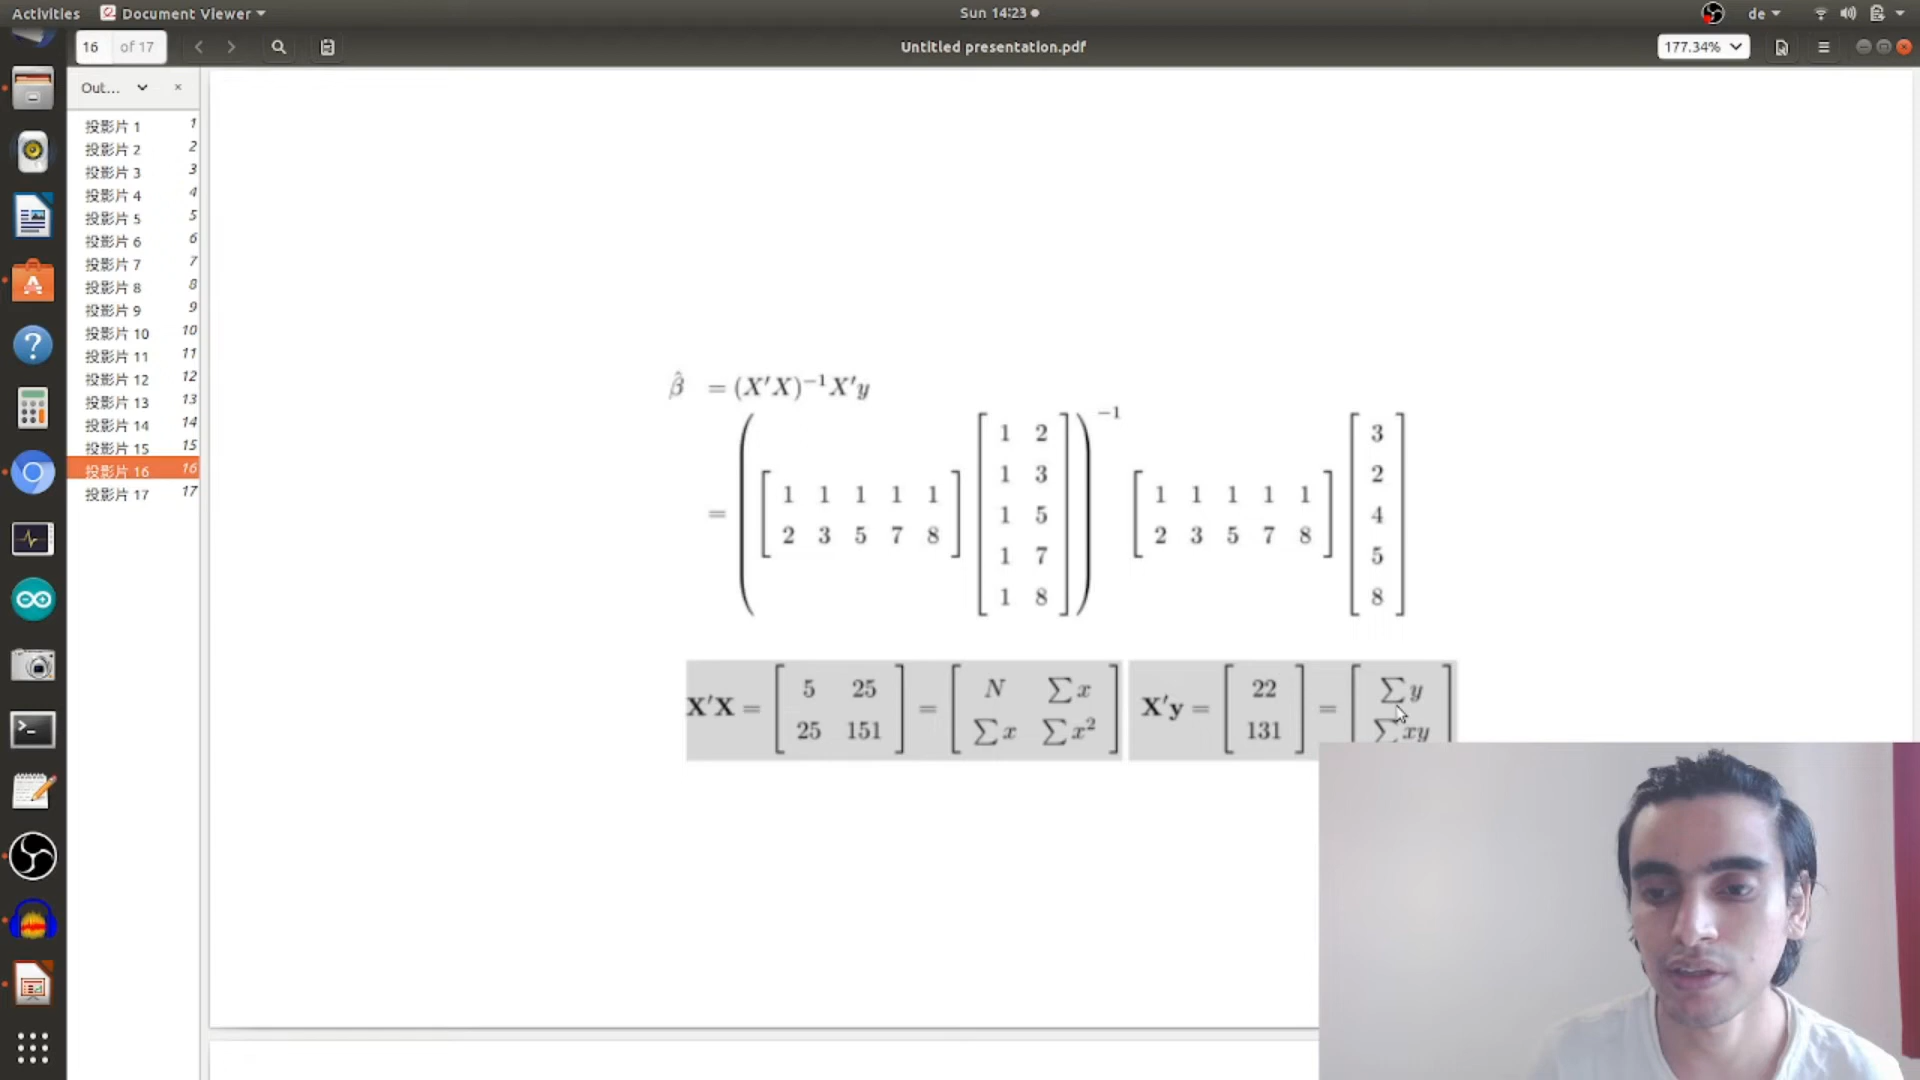 Activities Document Viewer Sun 14:23 de
16 of 17 Untitled presentation.pdf 177.34%
Out...
投影片 1 1
投影片 2 2
投影片 3 3
投影片 4 4
投影片 5 5
投影片 6 6
投影片 7 7
投影片 8 8
投影片 9 9
投影片 10 10
投影片 11 11
投影片 12 12
投影片 13 13
投影片 14 14
投影片 15 15
投影片 16 16
投影片 17 17
β̂ = (X′X)⁻¹X′y
= ( [ 1 1 1 1 1 ; 2 3 5 7 8 ] [ 1 2 ; 1 3 ; 1 5 ; 1 7 ; 1 8 ] )⁻¹ [ 1 1 1 1 1 ; 2 3 5 7 8 ] [ 3 ; 2 ; 4 ; 5 ; 8 ]
X′X = [ 5 25 ; 25 151 ] = [ N ∑x ; ∑x ∑x² ] X′y = [ 22 ; 131 ] = [ ∑y ; ∑xy ]